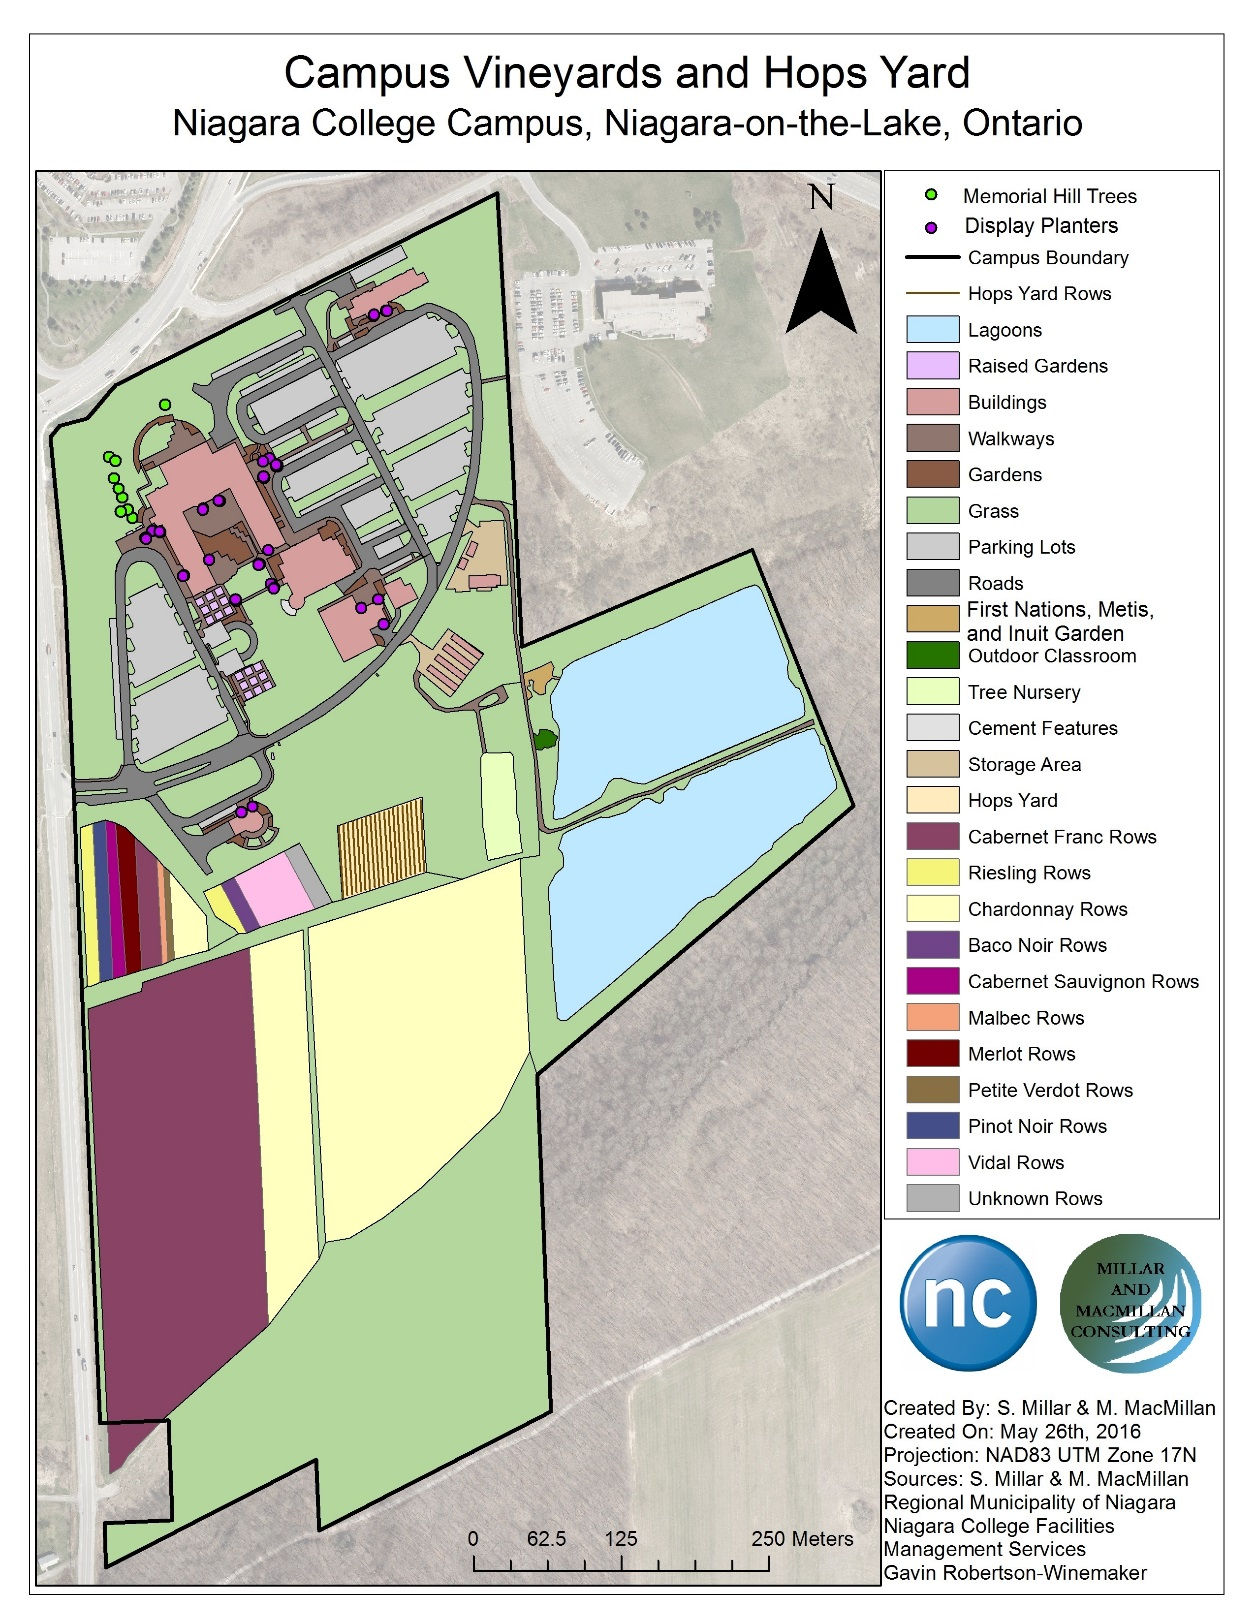 Campus Vineyards and Hops Yard
Niagara College Campus, Niagara-on-the-Lake, Ontario
N
Memorial Hill Trees
Display Planters
Campus Boundary
Hops Yard Rows
Lagoons
Raised Gardens
Buildings
Walkways
Gardens
Grass
Parking Lots
Roads
First Nations, Metis,
and Inuit Garden
Outdoor Classroom
Tree Nursery
Cement Features
Storage Area
Hops Yard
Cabernet Franc Rows
Riesling Rows
Chardonnay Rows
Baco Noir Rows
Cabernet Sauvignon Rows
Malbec Rows
Merlot Rows
Petite Verdot Rows
Pinot Noir Rows
Vidal Rows
Unknown Rows
nc
MILLAR
AND
MACMILLAN
CONSULTING
Created By: S. Millar & M. MacMillan
Created On: May 26th, 2016
Projection: NAD83 UTM Zone 17N
Sources: S. Millar & M. MacMillan
Regional Municipality of Niagara
Niagara College Facilities
Management Services
Gavin Robertson-Winemaker
0 62.5 125 250 Meters